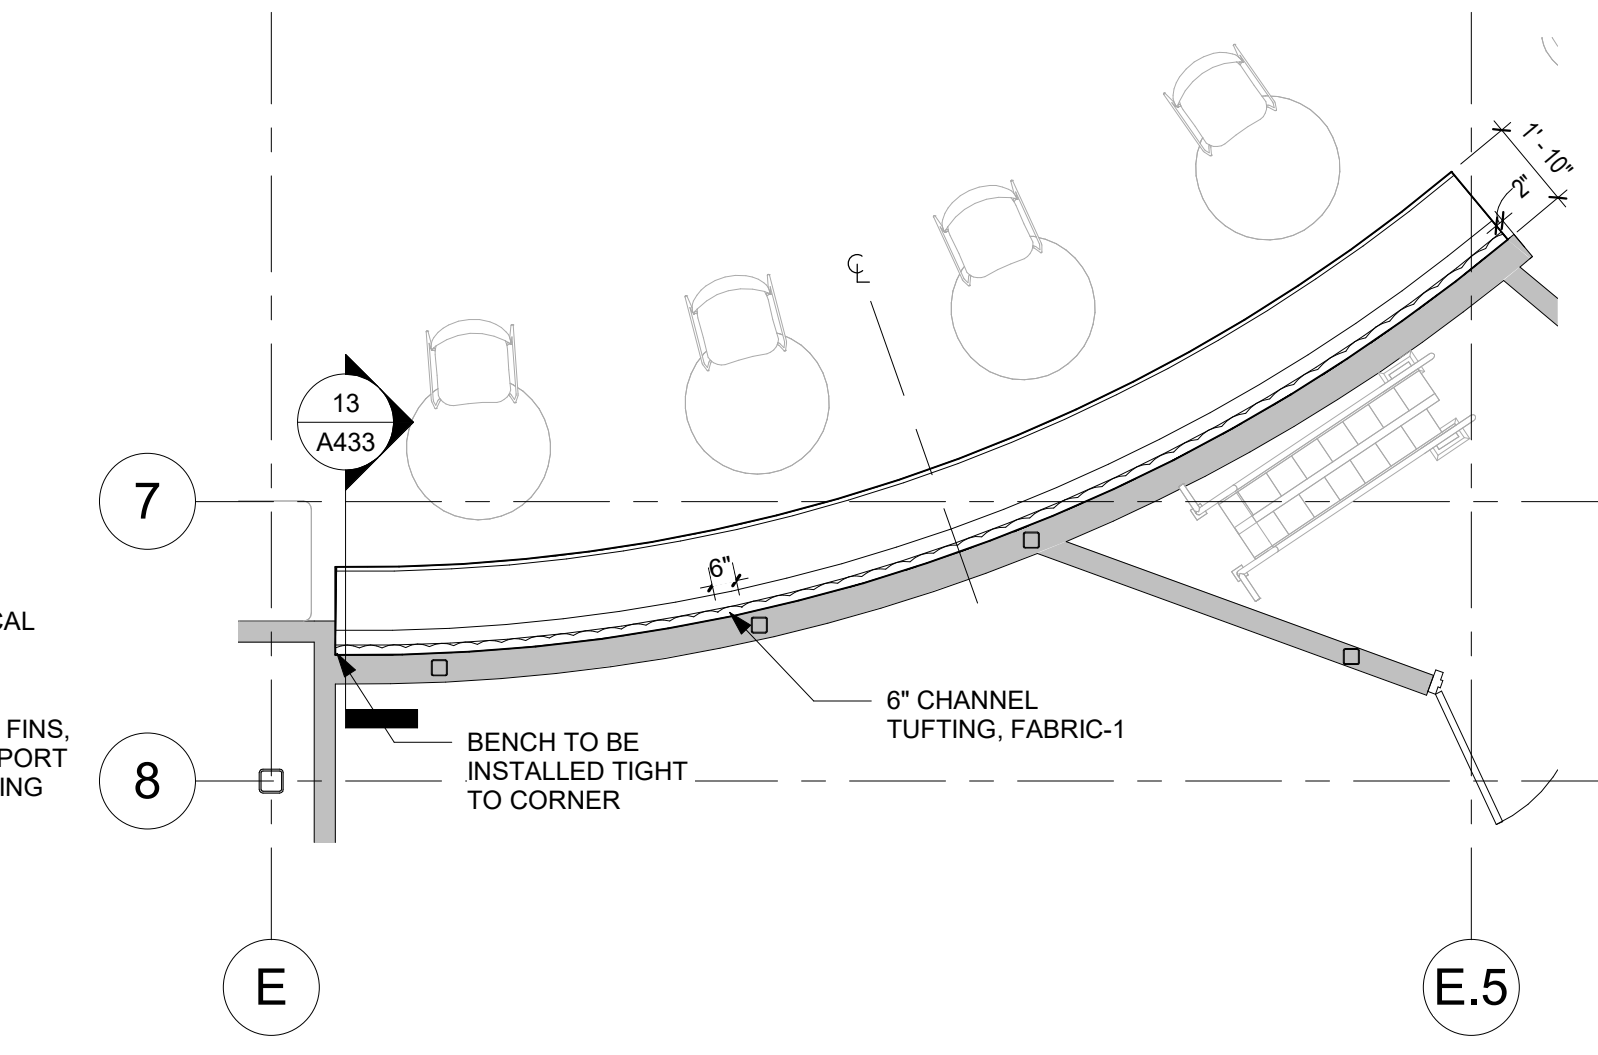 1' - 10"
2"
℄
13
A433
7
6"
CAL
6" CHANNEL
TUFTING, FABRIC-1
FINS,
PORT
ING
BENCH TO BE
INSTALLED TIGHT
TO CORNER
8
E
E.5